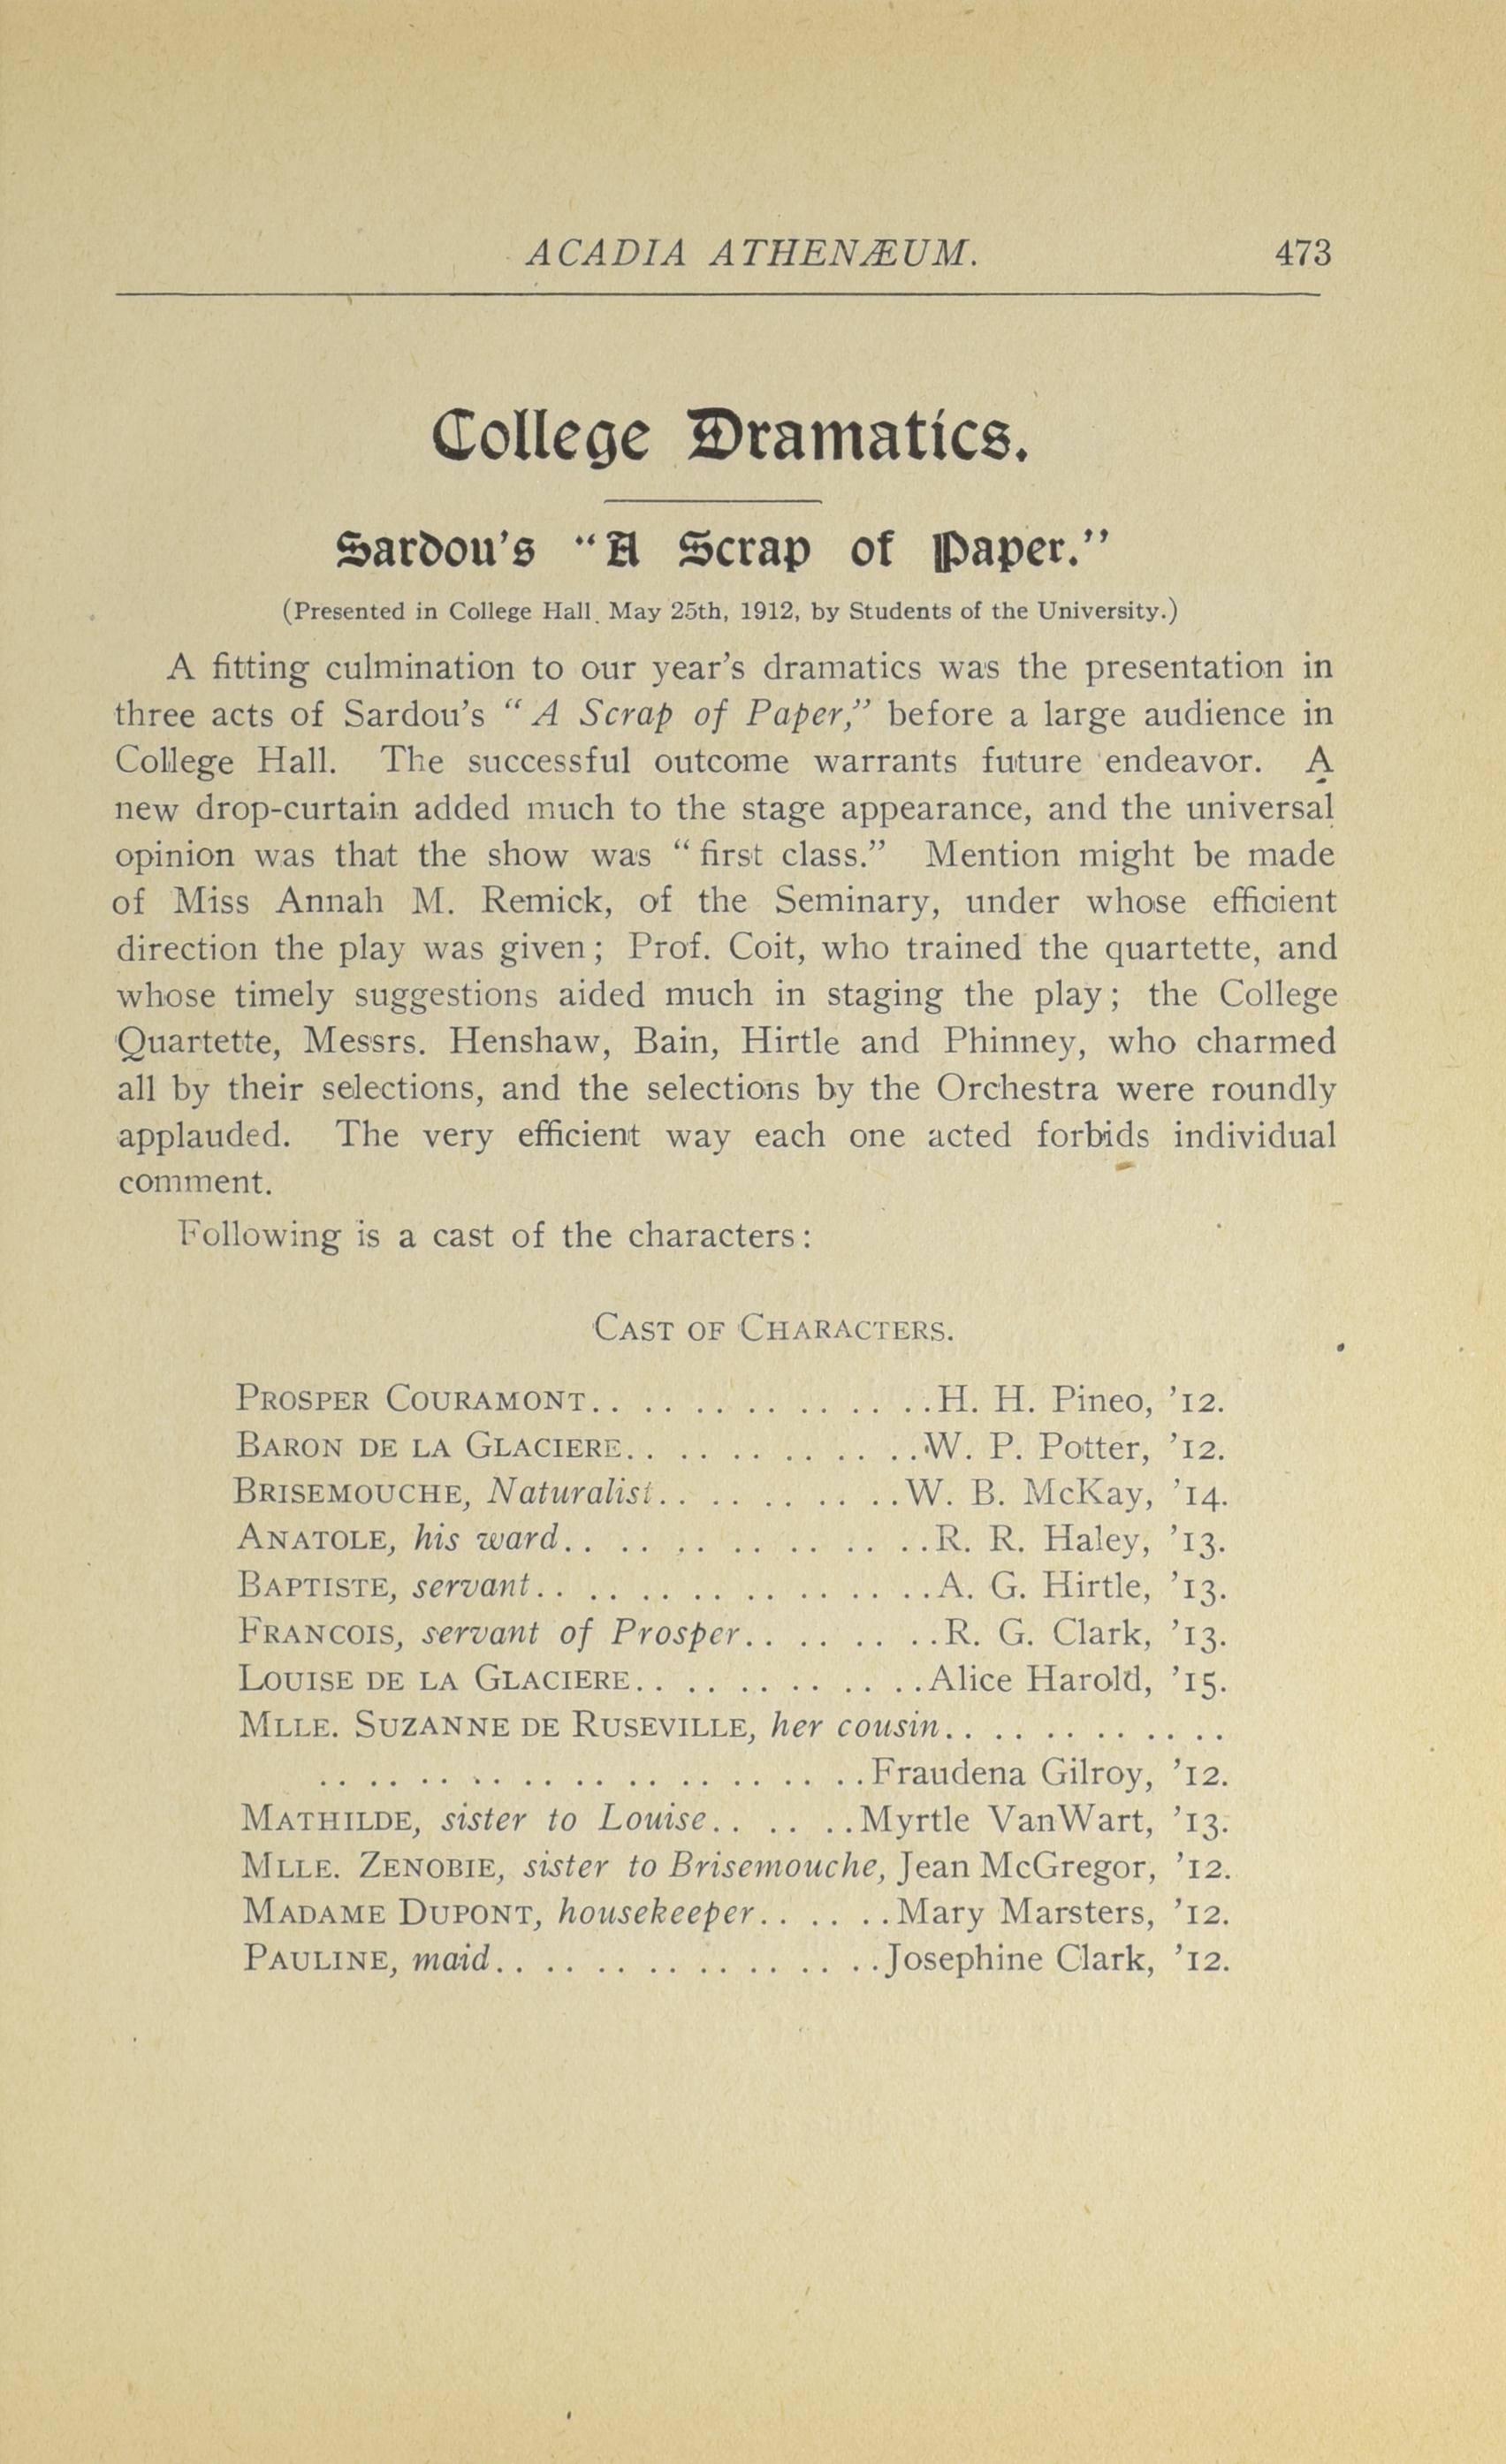 ACADIA ATHENÆUM. 473
College Dramatics.
Sardou's "A Scrap of Paper."
(Presented in College Hall. May 25th, 1912, by Students of the University.)
A fitting culmination to our year's dramatics was the presentation in
three acts of Sardou's "A Scrap of Paper," before a large audience in
College Hall. The successful outcome warrants future endeavor. A
new drop-curtain added much to the stage appearance, and the universal
opinion was that the show was "first class." Mention might be made
of Miss Annah M. Remick, of the Seminary, under whose efficient
direction the play was given; Prof. Coit, who trained the quartette, and
whose timely suggestions aided much in staging the play; the College
Quartette, Messrs. Henshaw, Bain, Hirtle and Phinney, who charmed
all by their selections, and the selections by the Orchestra were roundly
applauded. The very efficient way each one acted forbids individual
comment.
Following is a cast of the characters:
CAST OF CHARACTERS.
PROSPER COURAMONT.. .. .. .. .. .. ..H. H. Pineo, '12.
BARON DE LA GLACIERE.. .. .. .. .. ..W. P. Potter, '12.
BRISEMOUCHE, Naturalist.. .. .. .. ..W. B. McKay, '14.
ANATOLE, his ward.. .. .. .. .. .. ..R. R. Haley, '13.
BAPTISTE, servant.. .. .. .. .. .. .. ..A. G. Hirtle, '13.
FRANCOIS, servant of Prosper.. .. .. ..R. G. Clark, '13.
LOUISE DE LA GLACIERE.. .. .. .. .. ..Alice Harold, '15.
MLLE. SUZANNE DE RUSEVILLE, her cousin.. .. .. .. .. ..
.. .. .. .. .. .. .. .. .. .. ..Fraudena Gilroy, '12.
MATHILDE, sister to Louise.. .. ..Myrtle VanWart, '13.
MLLE. ZENOBIE, sister to Brisemouche, Jean McGregor, '12.
MADAME DUPONT, housekeeper.. .. ..Mary Marsters, '12.
PAULINE, maid.. .. .. .. .. .. .. ..Josephine Clark, '12.